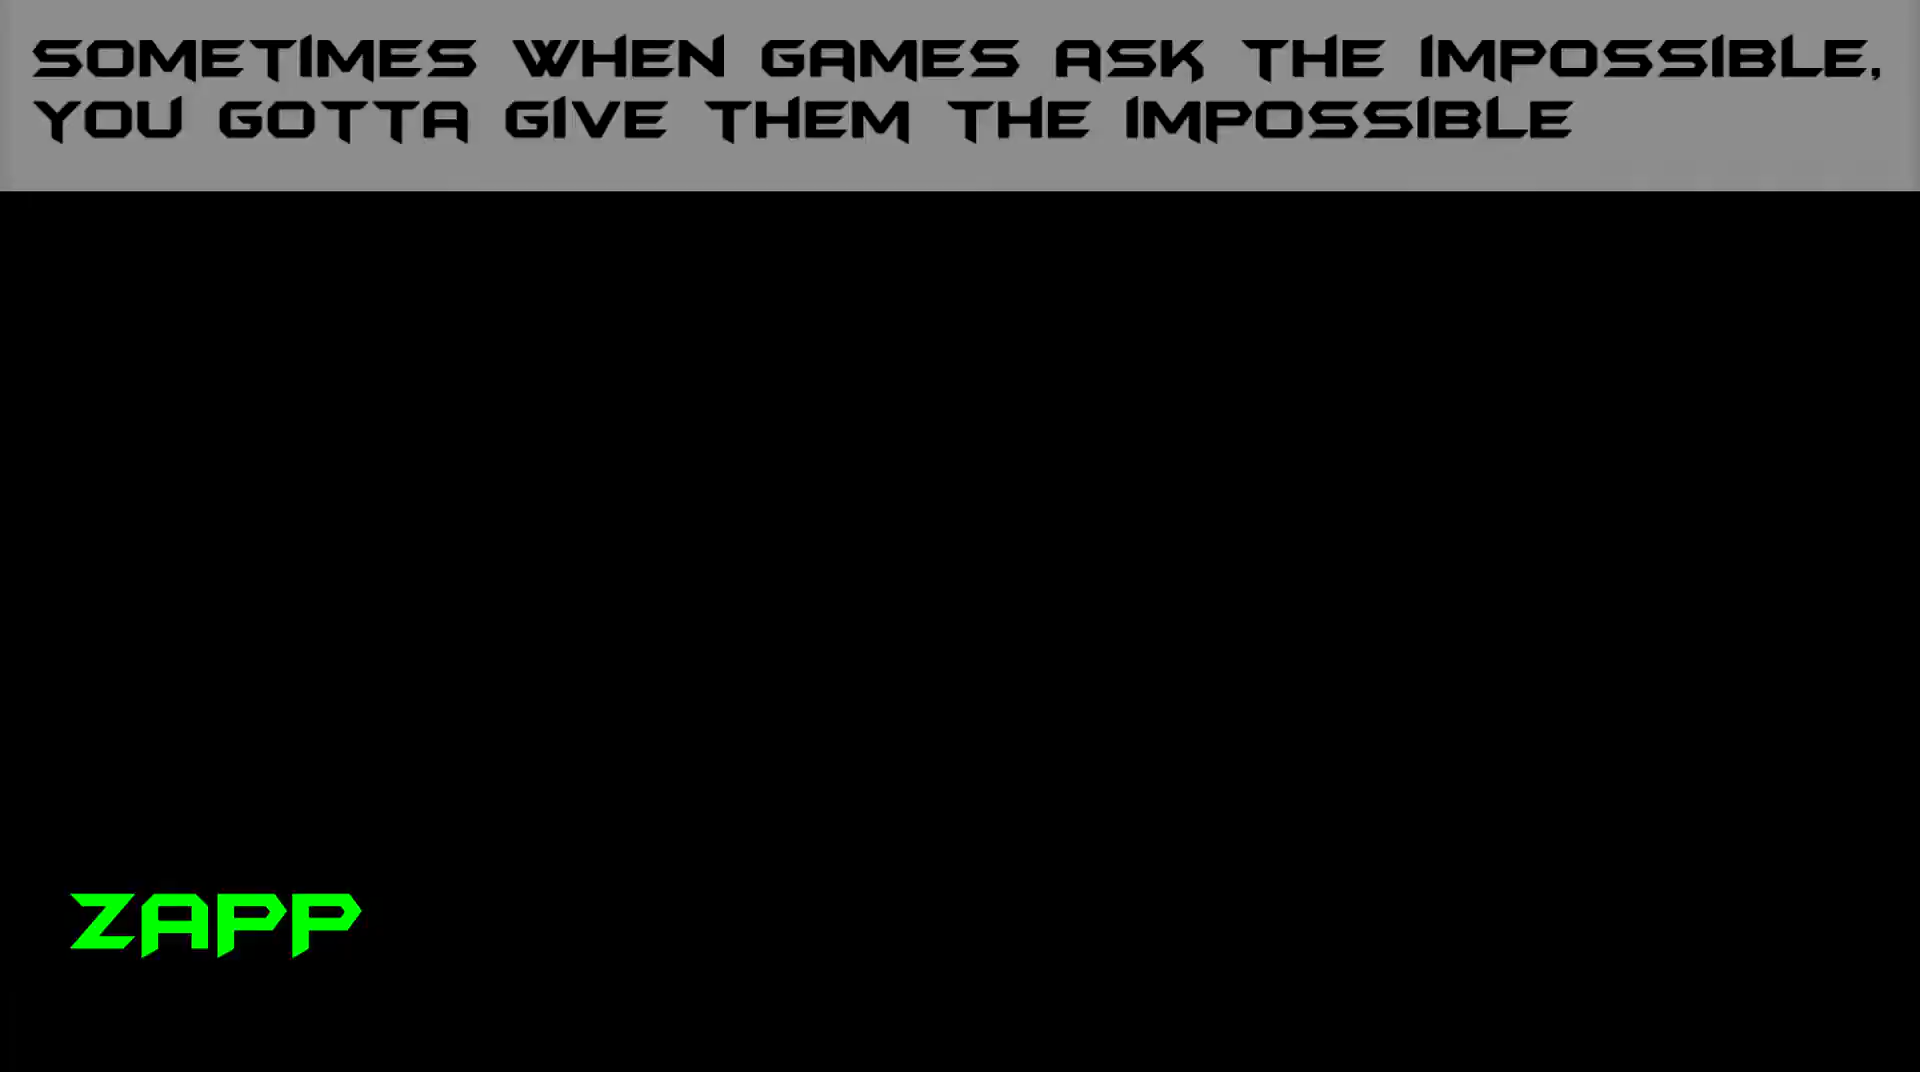 SOMETIMES WHEN GAMES ASK THE IMPOSSIBLE,
YOU GOTTA GIVE THEM THE IMPOSSIBLE
ZAPP